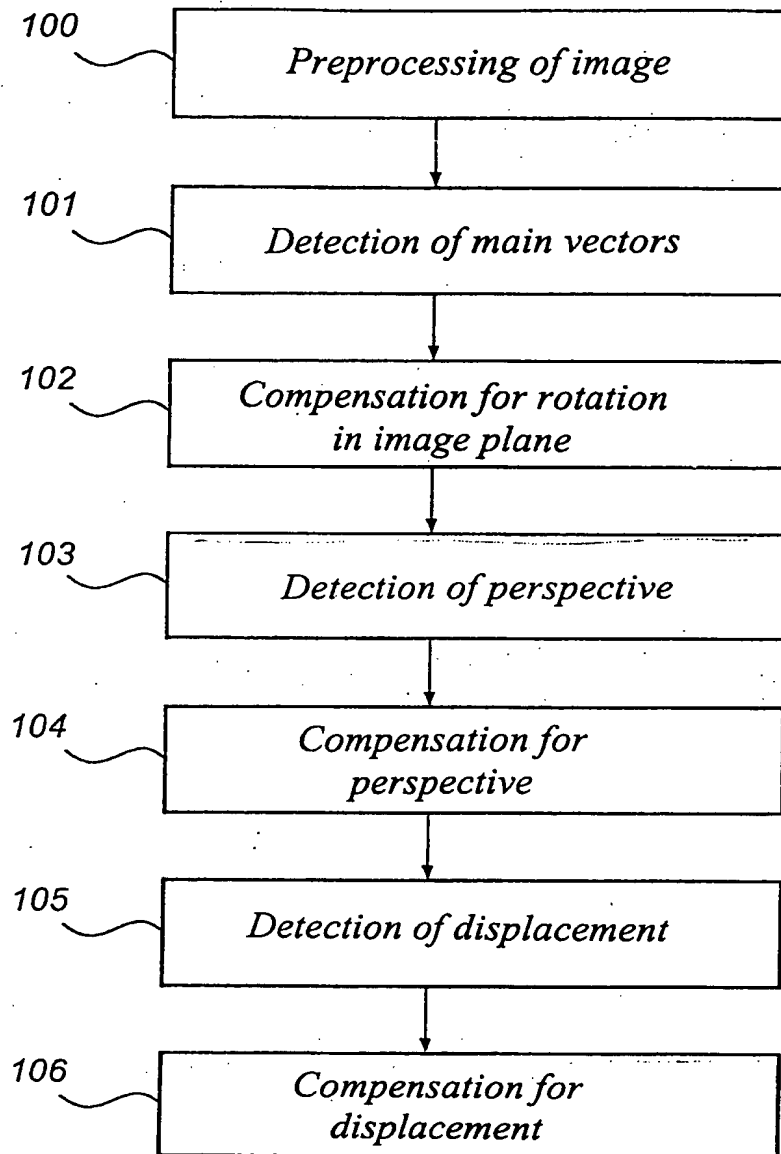 100
Preprocessing of image
101
Detection of main vectors
102
Compensation for rotation
in image plane
103
Detection of perspective
104
Compensation for
perspective
105
Detection of displacement
106
Compensation for
displacement